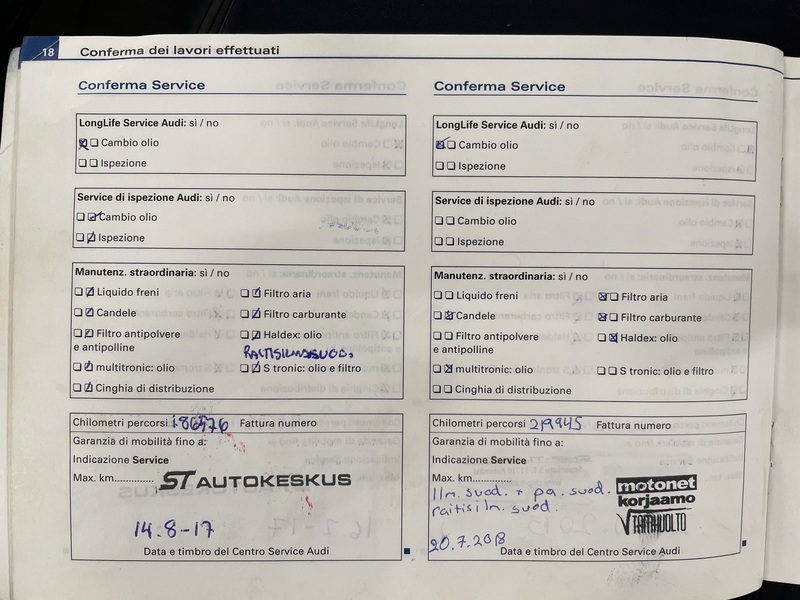 18 Conferma dei lavori effettuati
Conferma Service
LongLife Service Audi: sì / no
Cambio olio
Ispezione
Service di ispezione Audi: sì / no
Cambio olio
Ispezione
Manutenz. straordinaria: sì / no
Liquido freni
Filtro aria
Candele
Filtro carburante
Filtro antipolvere
e antipolline
Haldex: olio
RAITISILMASUOD.
multitronic: olio
S tronic: olio e filtro
Cinghia di distribuzione
Chilometri percorsi 186976 Fattura numero
Garanzia di mobilità fino a:
Indicazione Service
Max. km..............
ST AUTOKESKUS
14.8-17
Data e timbro del Centro Service Audi
Conferma Service
LongLife Service Audi: sì / no
Cambio olio
Ispezione
Service di ispezione Audi: sì / no
Cambio olio
Ispezione
Manutenz. straordinaria: sì / no
Liquido freni
Filtro aria
Candele
Filtro carburante
Filtro antipolvere
e antipolline
Haldex: olio
multitronic: olio
S tronic: olio e filtro
Cinghia di distribuzione
Chilometri percorsi 219945 Fattura numero
Garanzia di mobilità fino a:
Indicazione Service
Max. km..............
Ilm. suod. + pa. suod.
raitisilm. suod.
motonet
korjaamo
20.7.2018
Data e timbro del Centro Service Audi